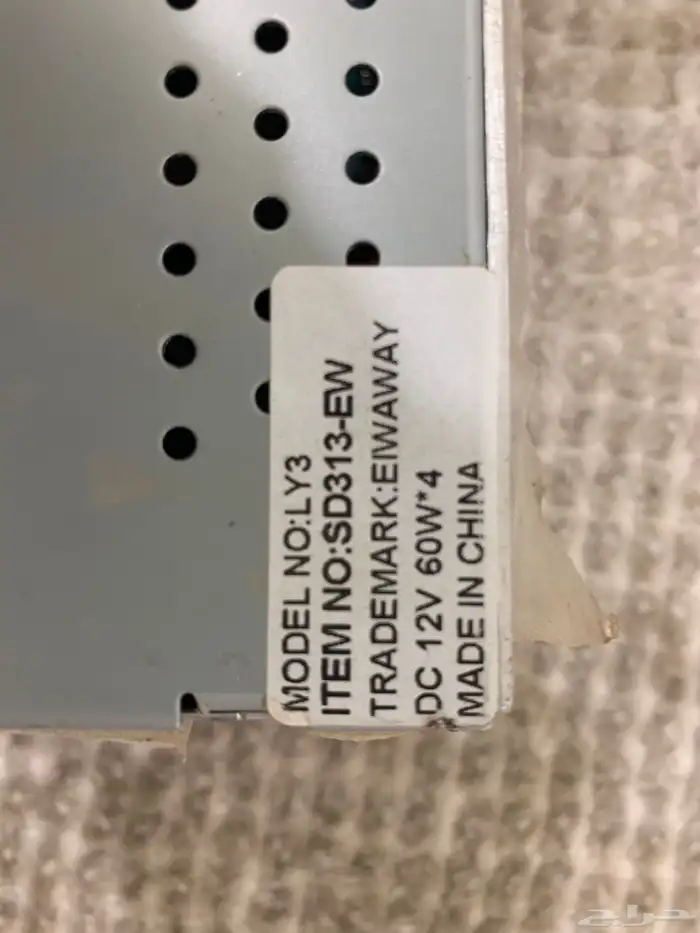 MODEL NO:LY3
ITEM NO:SD313-EW
TRADEMARK:EIWAWAY
DC 12V 60W*4
MADE IN CHINA
حراج